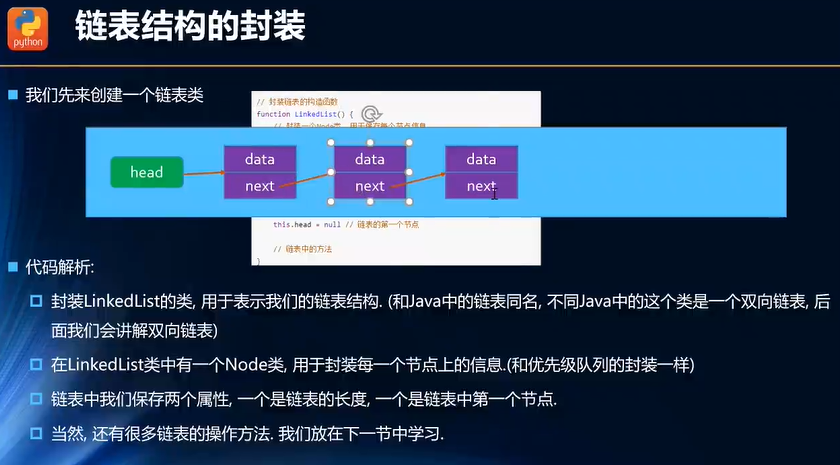 python
链表结构的封装
我们先来创建一个链表类
// 封装链表的构造函数
function LinkedList() {
// 封装一个Node类, 用于保存每个节点信息
head
data
next
data
next
data
next
this.head = null // 链表的第一个节点
// 链表中的方法
}
代码解析:
封装LinkedList的类, 用于表示我们的链表结构. (和Java中的链表同名, 不同Java中的这个类是一个双向链表, 后
面我们会讲解双向链表)
在LinkedList类中有一个Node类, 用于封装每一个节点上的信息.(和优先级队列的封装一样)
链表中我们保存两个属性, 一个是链表的长度, 一个是链表中第一个节点.
当然, 还有很多链表的操作方法. 我们放在下一节中学习.